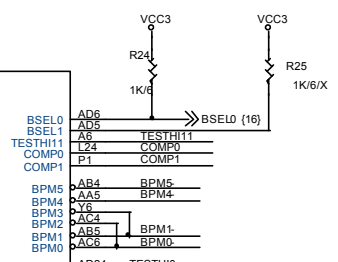 VCC3 VCC3
R24 R25
1K/6 1K/6/X
BSEL0 AD6 BSEL0 {16}
BSEL1 AD5
TESTHI11 A6 TESTHI11
COMP0 L24 COMP0
COMP1 P1 COMP1
BPM5 AB4 BPM5-
BPM4 AA5 BPM4-
BPM3 Y6
BPM2 AC4
BPM1 AB5 BPM1-
BPM0 AC6 BPM0-